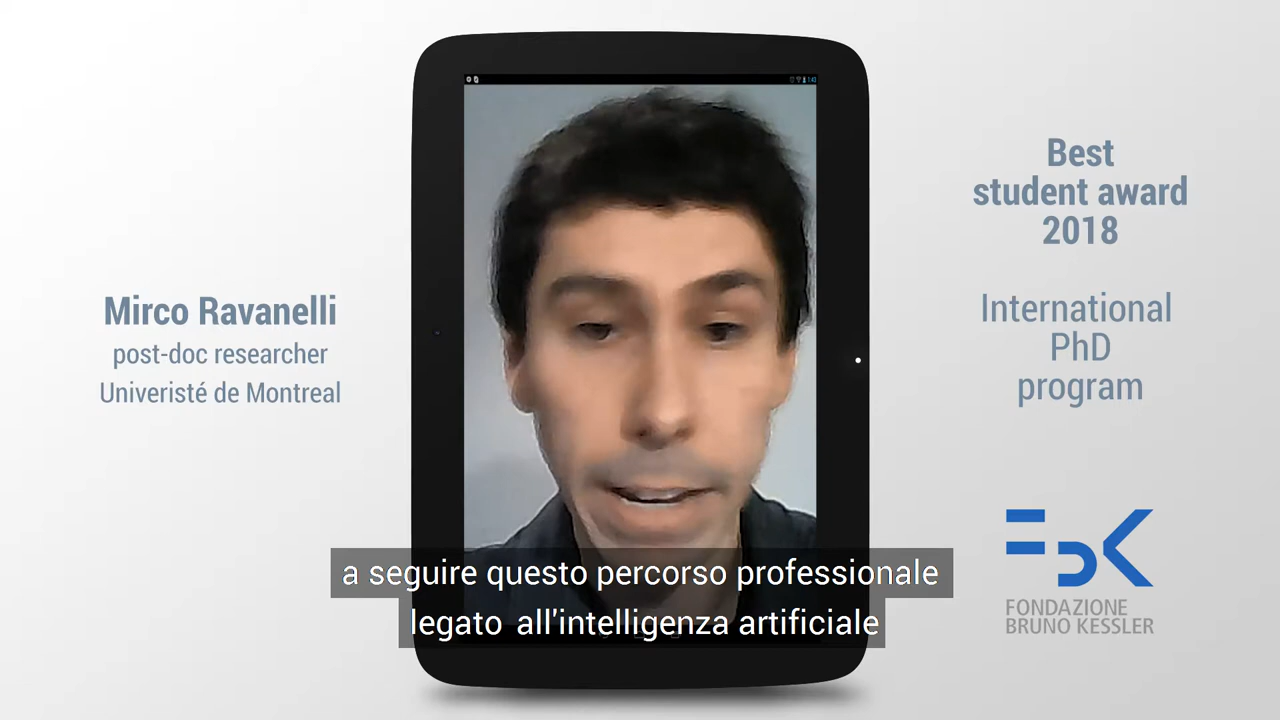 Mirco Ravanelli
post-doc researcher
Univeristé de Montreal
Best
student award
2018
International
PhD
program
FBK
FONDAZIONE
BRUNO KESSLER
a seguire questo percorso professionale
legato all'intelligenza artificiale